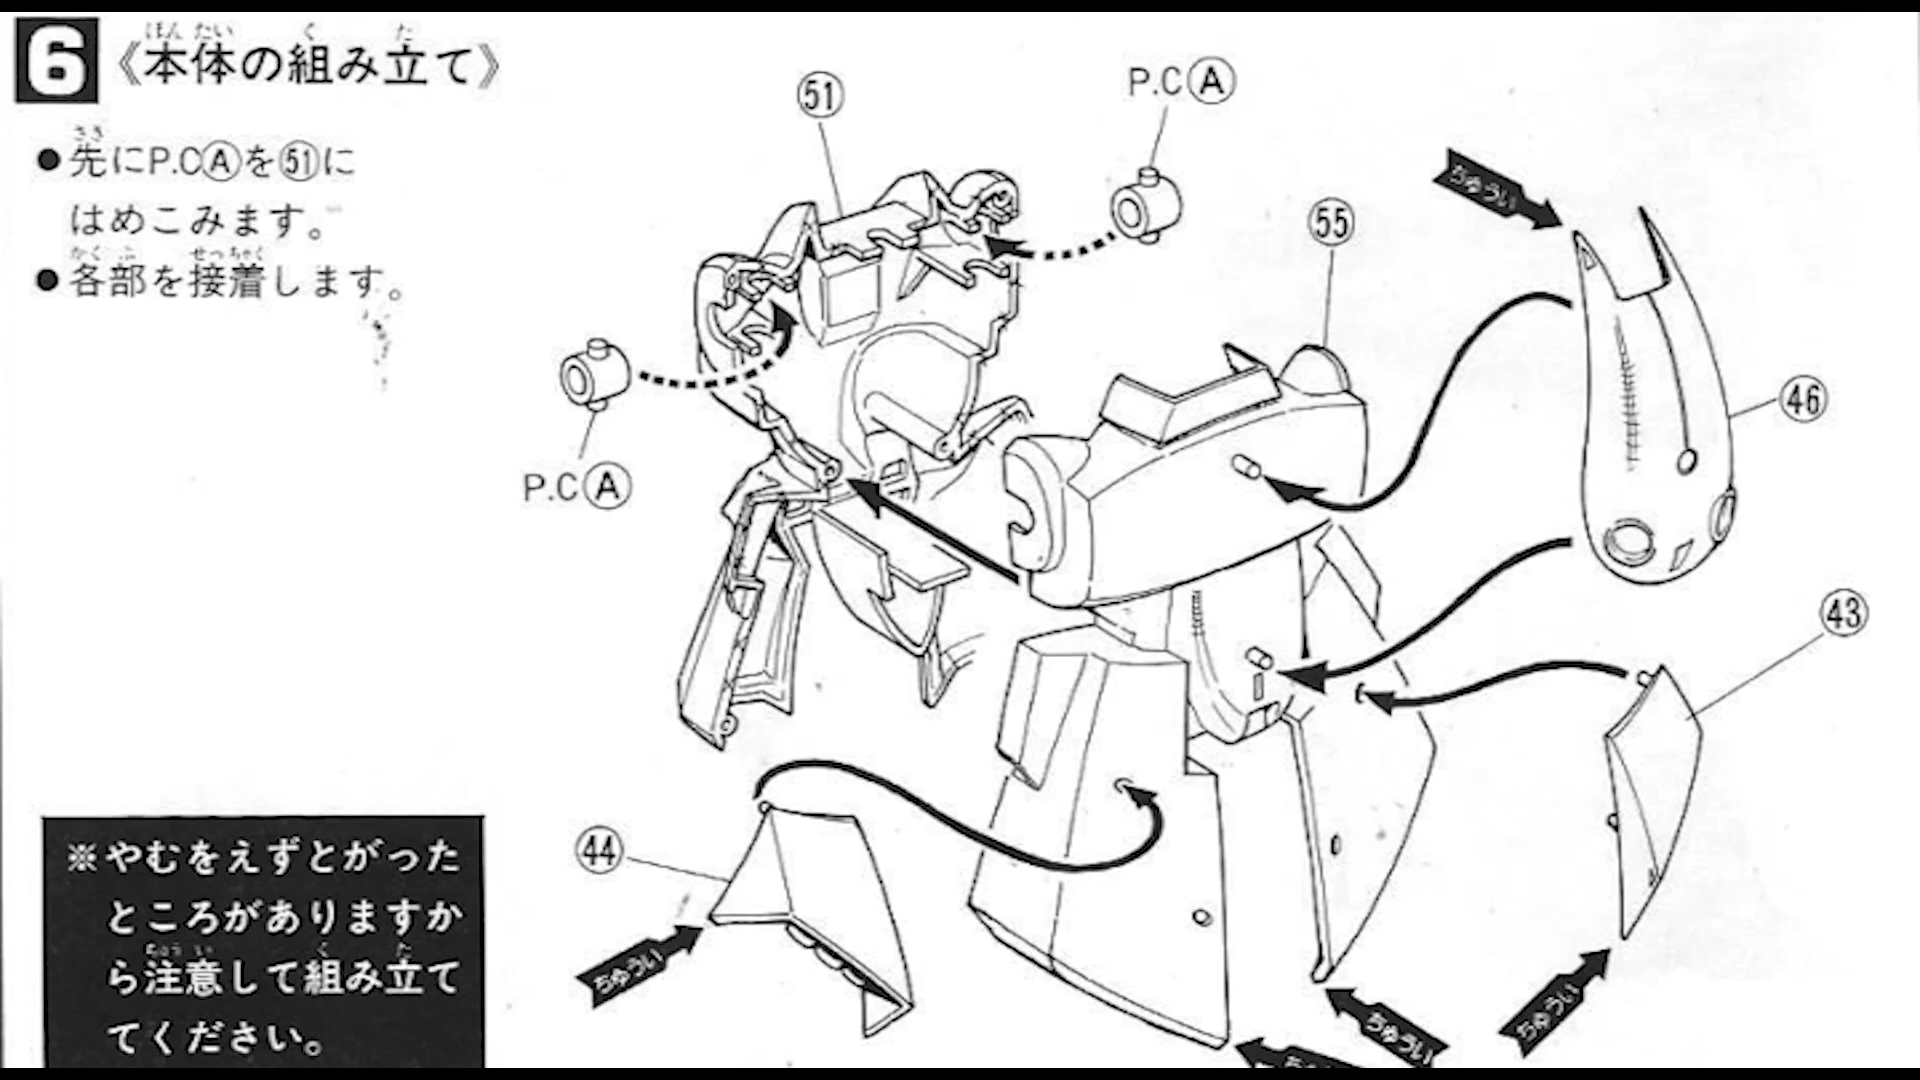 6 《本体の組み立て》
●先にP.CⒶを㊿+1に
はめこみます。
●各部を接着します。
51
P.CⒶ
55
46
43
44
P.CⒶ
ちゅうい
ちゅうい
ちゅうい
ちゅうい
※やむをえずとがった
ところがありますか
ら注意して組み立て
てください。